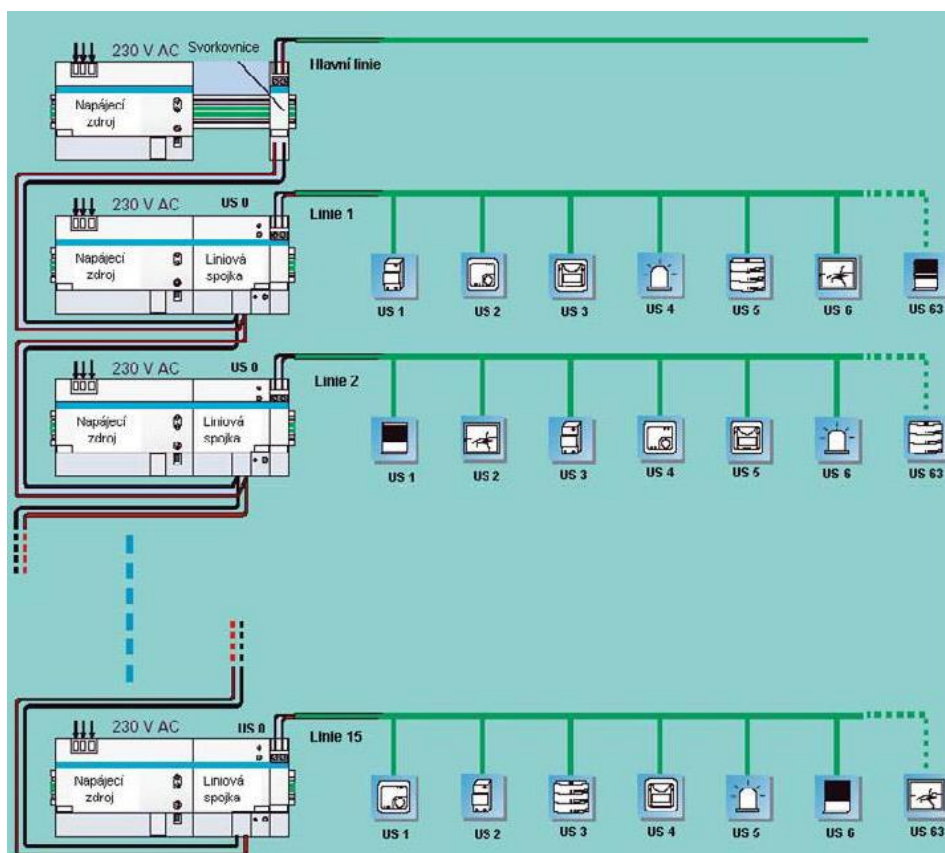 230 V AC
Svorkovnice
Napájecí
zdroj
Hlavní linie
230 V AC
US 0
Napájecí
zdroj
Liniová
spojka
Linie 1
US 1
US 2
US 3
US 4
US 5
US 6
US 63
230 V AC
US 0
Napájecí
zdroj
Liniová
spojka
Linie 2
US 1
US 2
US 3
US 4
US 5
US 6
US 63
230 V AC
US 0
Napájecí
zdroj
Liniová
spojka
Linie 15
US 1
US 2
US 3
US 4
US 5
US 6
US 63